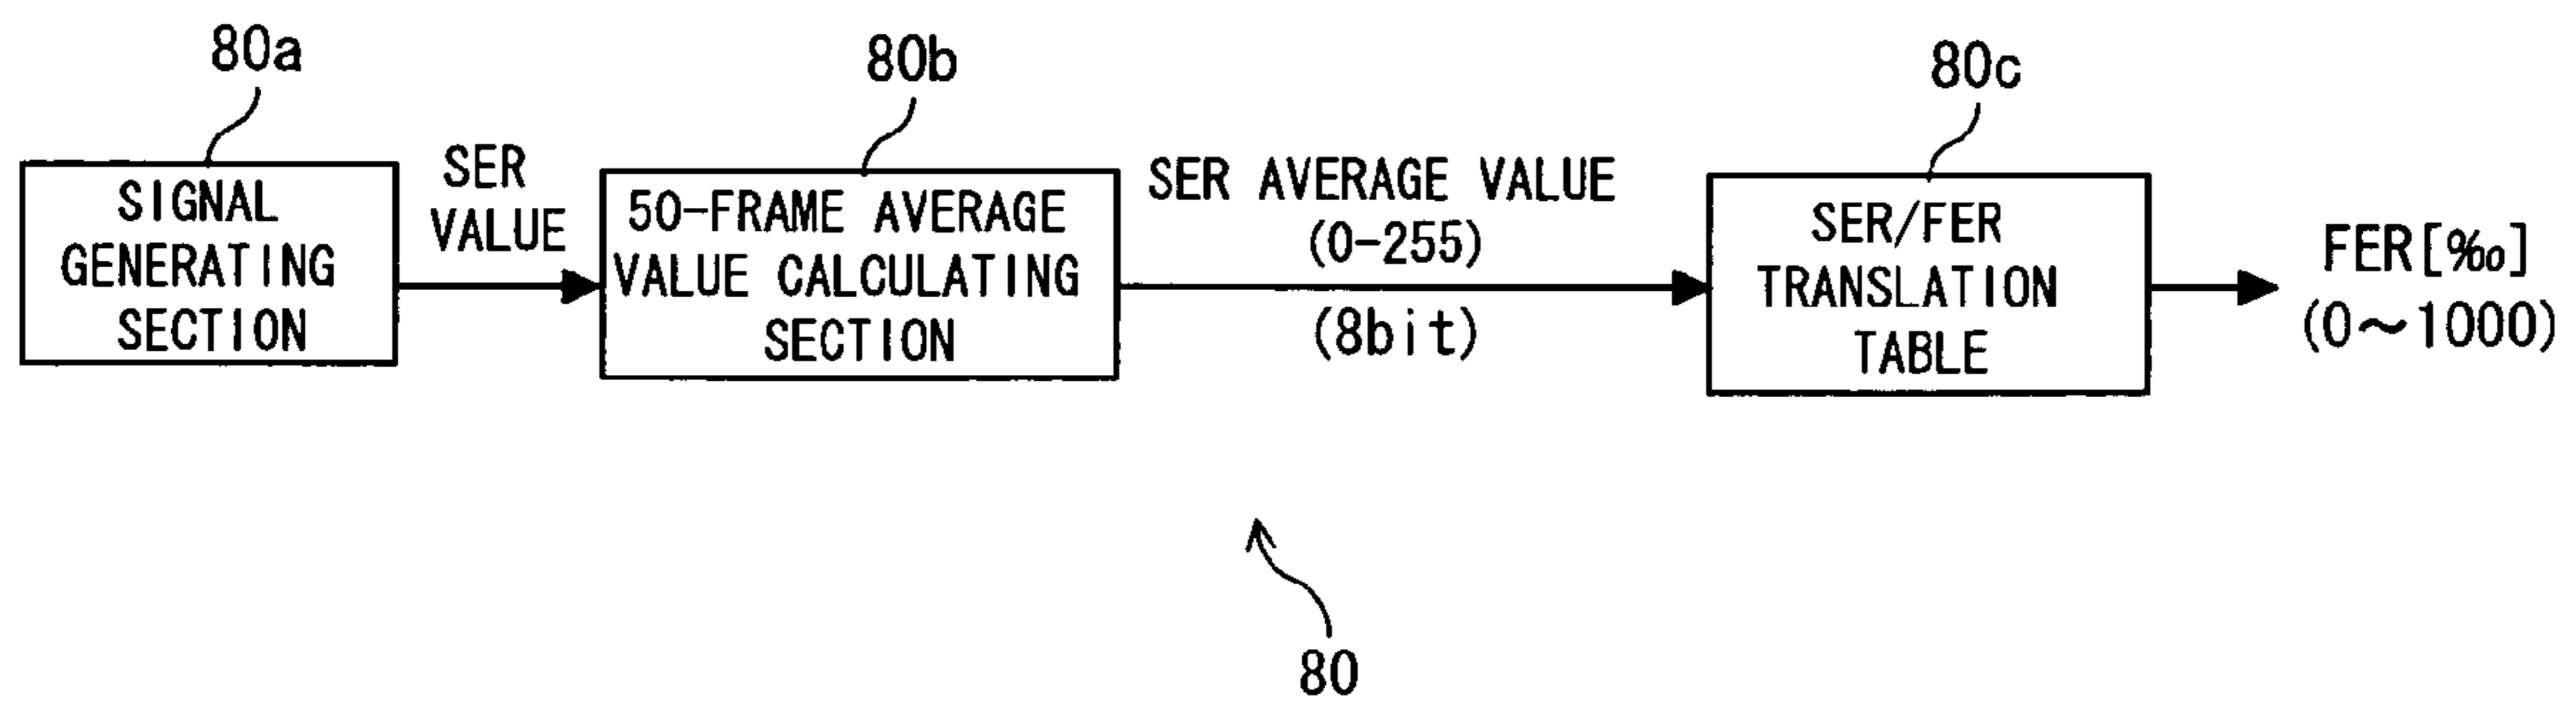 80a
80b
80c
SIGNAL
GENERATING
SECTION
SER
VALUE
50-FRAME AVERAGE
VALUE CALCULATING
SECTION
SER AVERAGE VALUE
(0-255)
(8bit)
SER/FER
TRANSLATION
TABLE
FER[‰]
(0~1000)
80